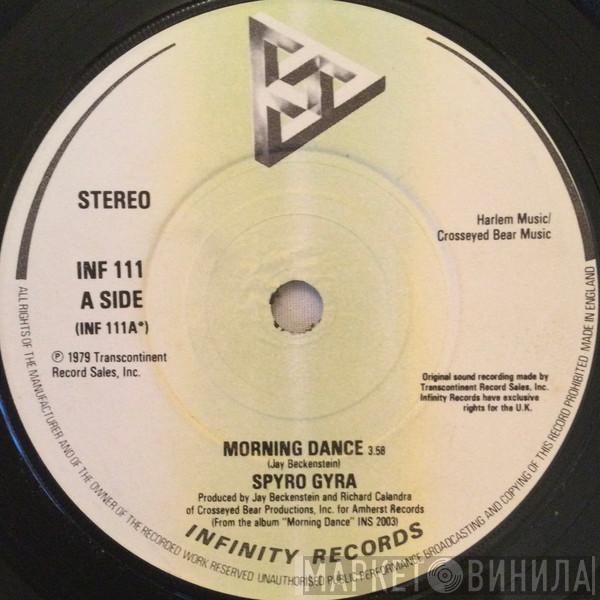 STEREO
Harlem Music/
Crosseyed Bear Music
INF 111
A SIDE
(INF 111A*)
℗ 1979 Transcontinent
Record Sales, Inc.
Original sound recording made by
Transcontinent Record Sales, Inc.
Infinity Records have exclusive
rights for the U.K.
MORNING DANCE 3.58
(Jay Beckenstein)
SPYRO GYRA
Produced by Jay Beckenstein and Richard Calandra
of Crosseyed Bear Productions, Inc. for Amherst Records
(From the album "Morning Dance" INS 2003)
INFINITY RECORDS
ALL RIGHTS OF THE MANUFACTURER AND OF THE OWNER OF THE RECORDED WORK RESERVED UNAUTHORISED PUBLIC PERFORMANCE BROADCASTING AND COPYING OF THIS RECORD PROHIBITED MADE IN ENGLAND
МАРКЕТ ВИНИЛА